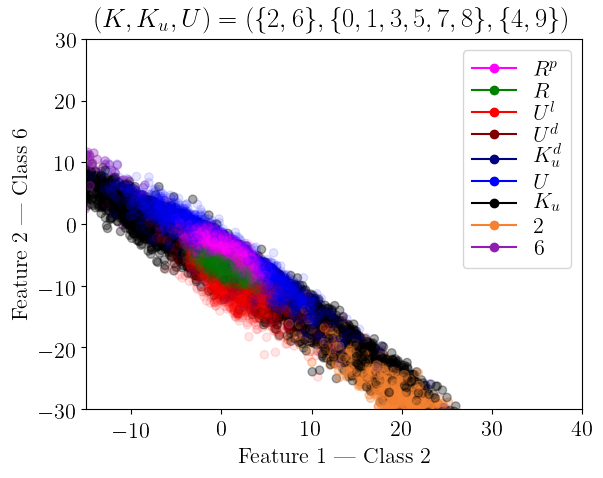 (K, K_u, U) = ({2, 6}, {0, 1, 3, 5, 7, 8}, {4, 9})
30
20
10
0
−10
−20
−30
Feature 2 — Class 6
R^p
R
U^l
U^d
K_u^d
U
K_u
2
6
−10
0
10
20
30
40
Feature 1 — Class 2